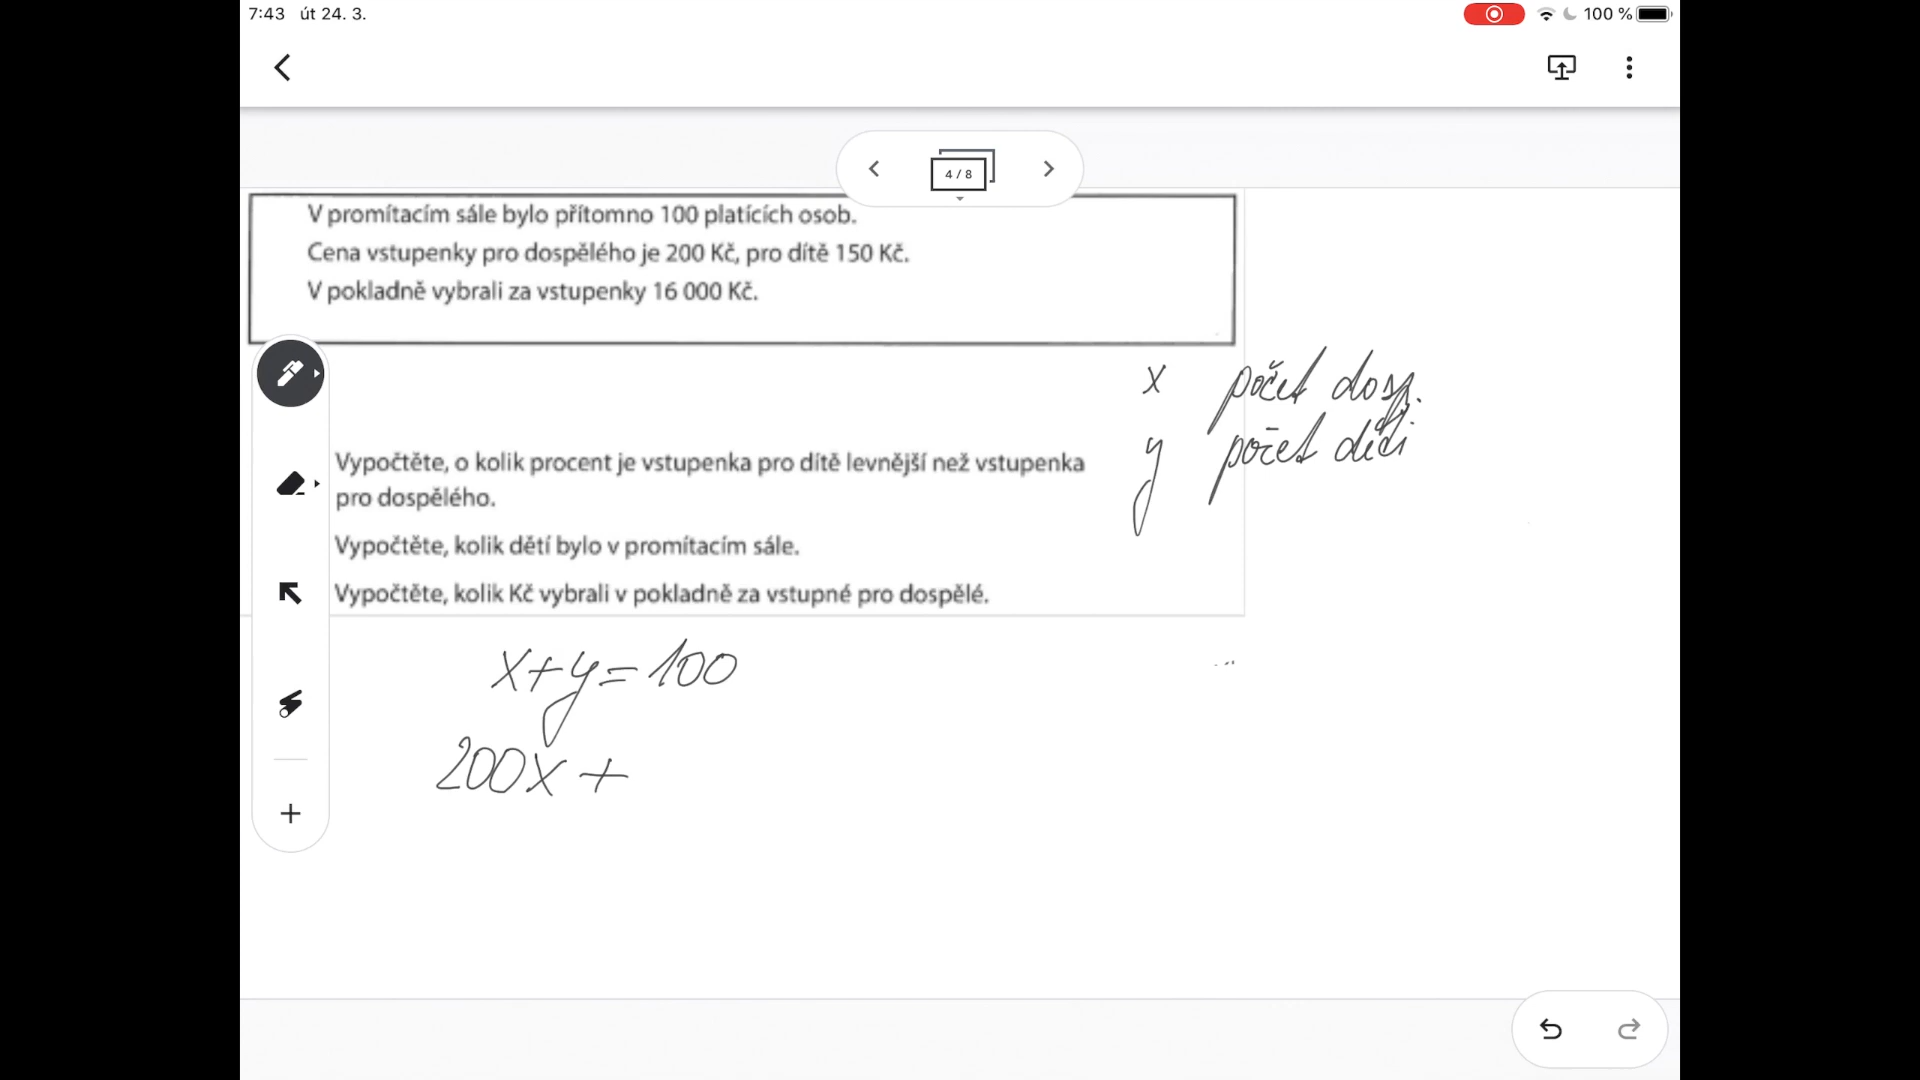 7:43 út 24. 3. 100 %
4 / 8
V promítacím sále bylo přítomno 100 platících osob.
Cena vstupenky pro dospělého je 200 Kč, pro dítě 150 Kč.
V pokladně vybrali za vstupenky 16 000 Kč.
x počet dosp.
y počet dětí
Vypočtěte, o kolik procent je vstupenka pro dítě levnější než vstupenka
pro dospělého.
Vypočtěte, kolik dětí bylo v promítacím sále.
Vypočtěte, kolik Kč vybrali v pokladně za vstupné pro dospělé.
x+y=100
200x +